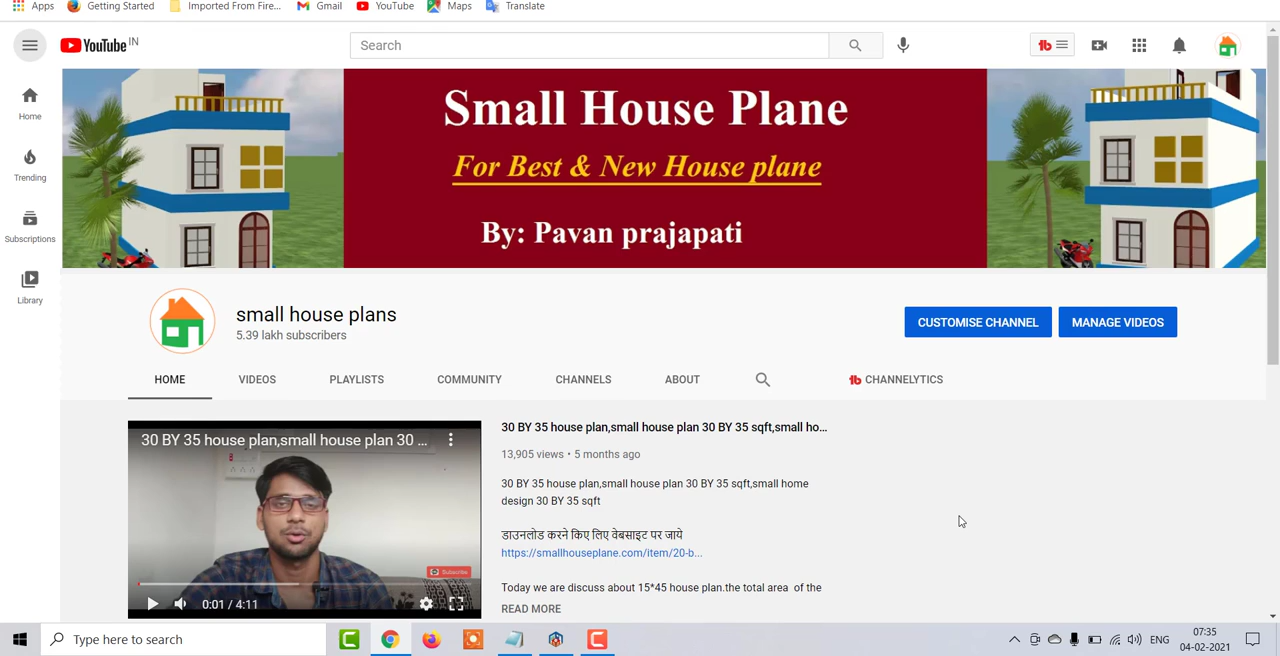 Apps Getting Started Imported From Fire... Gmail YouTube Maps Translate
YouTube IN
Search
Home
Trending
Subscriptions
Library
Small House Plane
For Best & New House plane
By: Pavan prajapati
small house plans
5.39 lakh subscribers
CUSTOMISE CHANNEL MANAGE VIDEOS
HOME VIDEOS PLAYLISTS COMMUNITY CHANNELS ABOUT CHANNELYTICS
30 BY 35 house plan,small house plan 30 ...
Subscribe
0:01 / 4:11
30 BY 35 house plan,small house plan 30 BY 35 sqft,small ho...
13,905 views • 5 months ago
30 BY 35 house plan,small house plan 30 BY 35 sqft,small home
design 30 BY 35 sqft
डाउनलोड करने किए लिए वेबसाइट पर जाये
https://smallhouseplane.com/item/20-b...
Today we are discuss about 15*45 house plan.the total area of the
READ MORE
Type here to search
ENG
07:35
04-02-2021